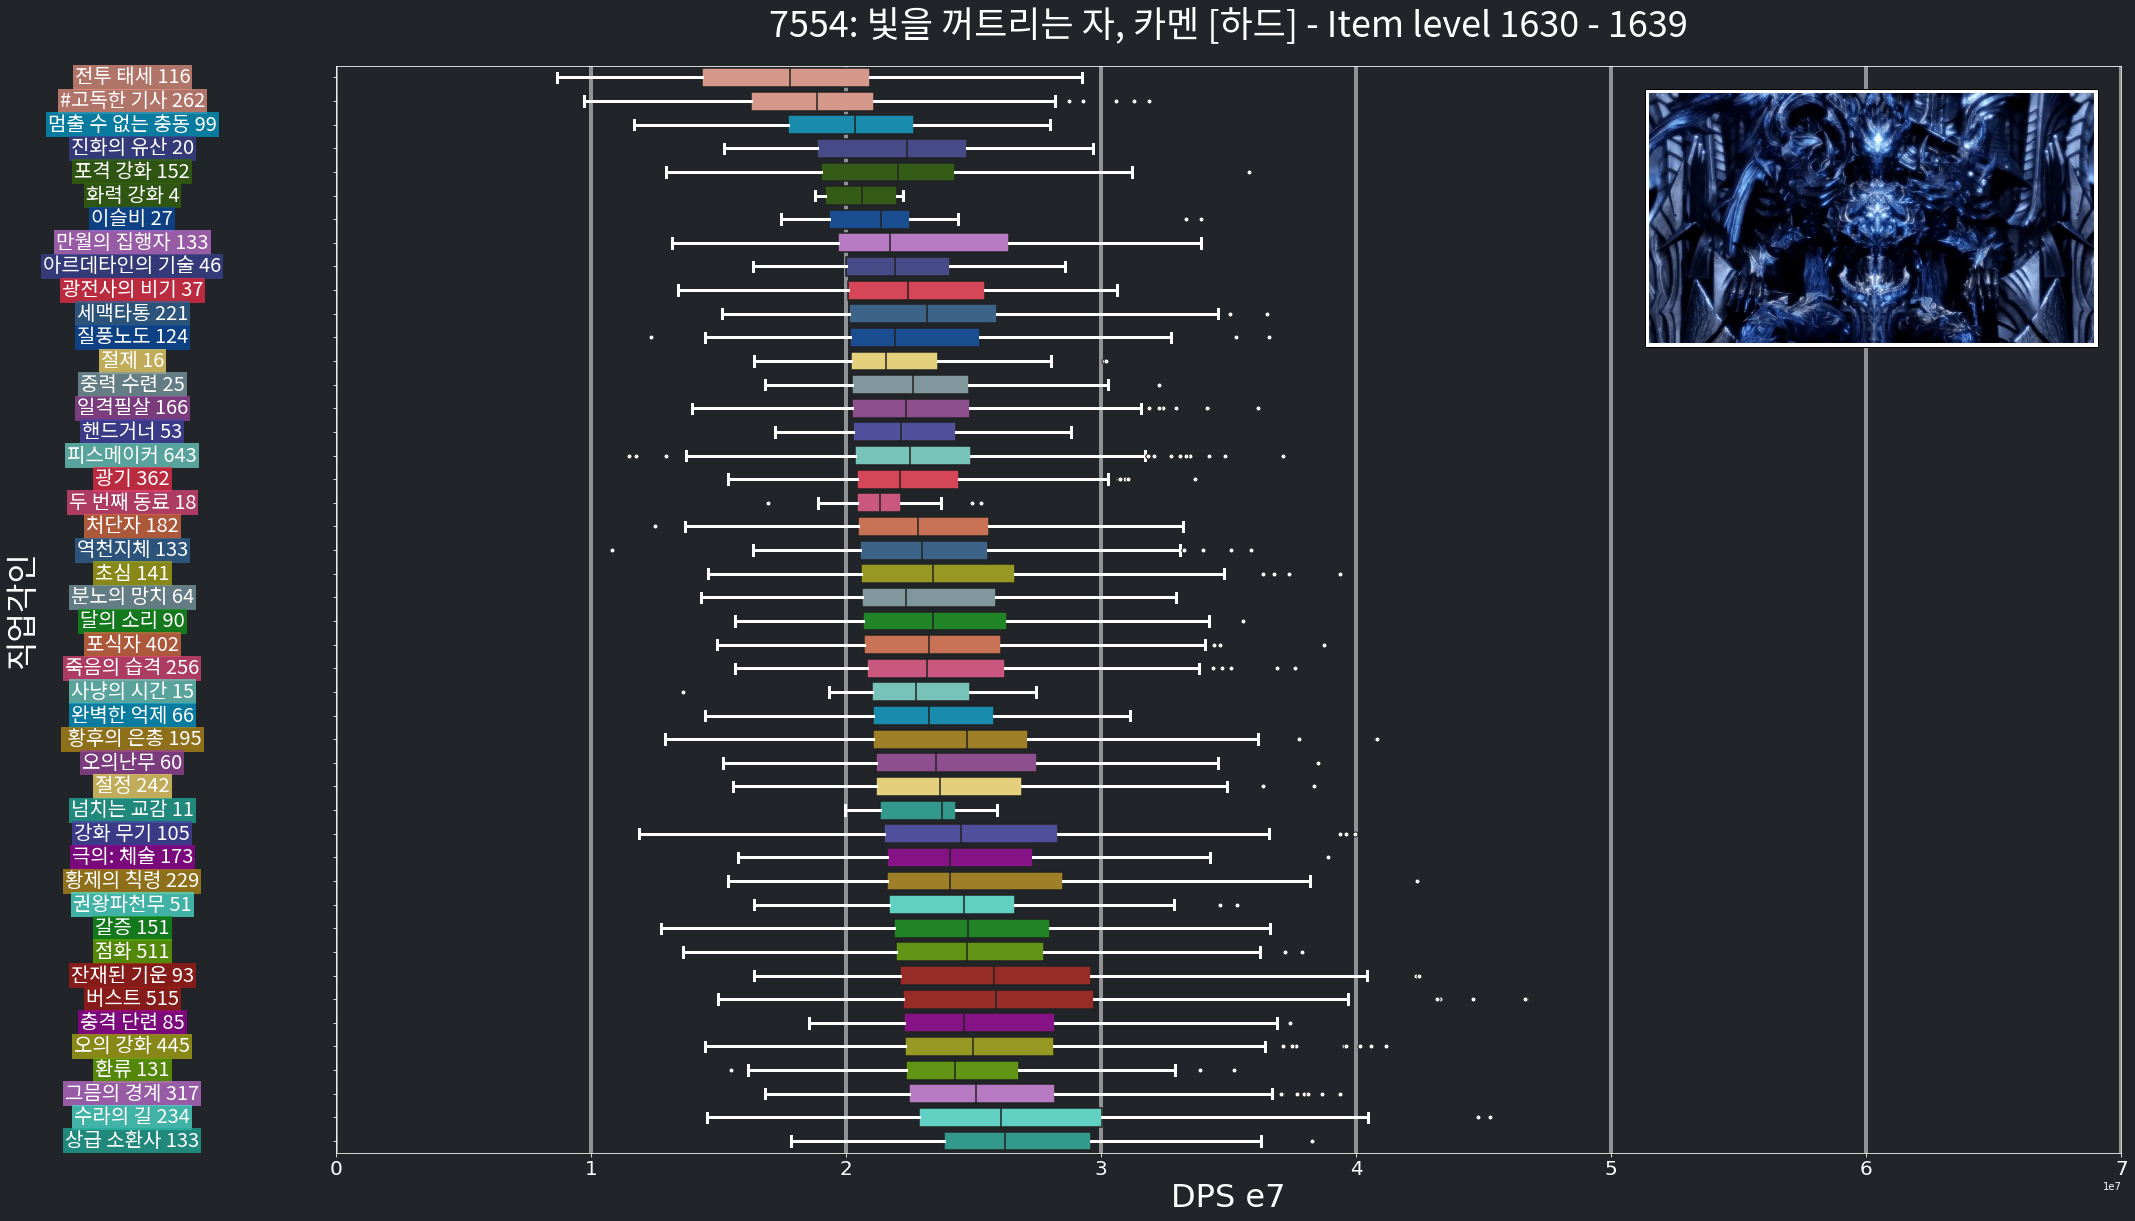 7554: 빛을 꺼트리는 자, 카멘 [하드] - Item level 1630 - 1639
전투 태세 116
#고독한 기사 262
멈출 수 없는 충동 99
진화의 유산 20
포격 강화 152
화력 강화 4
이슬비 27
만월의 집행자 133
아르데타인의 기술 46
광전사의 비기 37
세맥타통 221
질풍노도 124
절제 16
중력 수련 25
일격필살 166
핸드거너 53
피스메이커 643
광기 362
두 번째 동료 18
처단자 182
역천지체 133
초심 141
분노의 망치 64
달의 소리 90
포식자 402
죽음의 습격 256
사냥의 시간 15
완벽한 억제 66
황후의 은총 195
오의난무 60
절정 242
넘치는 교감 11
강화 무기 105
극의: 체술 173
황제의 칙령 229
권왕파천무 51
갈증 151
점화 511
잔재된 기운 93
버스트 515
충격 단련 85
오의 강화 445
환류 131
그믐의 경계 317
수라의 길 234
상급 소환사 133
직업각인
0 1 2 3 4 5 6 7
1e7
DPS e7